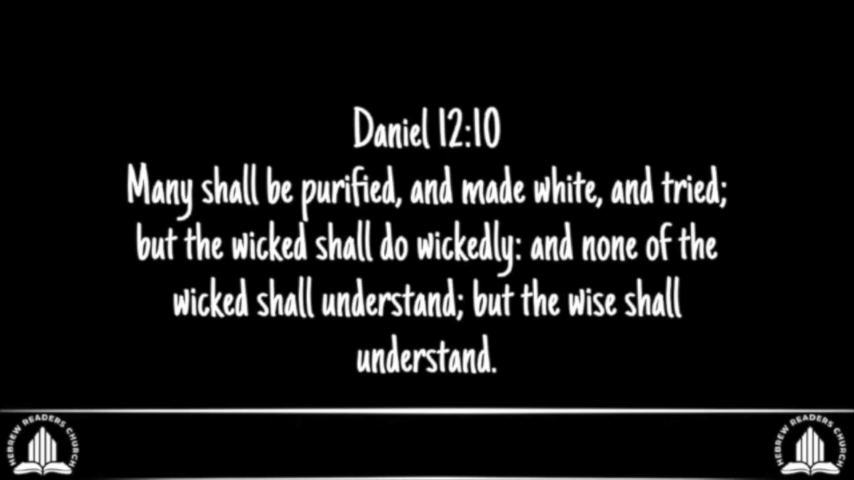 Daniel 12:10
Many shall be purified, and made white, and tried;
but the wicked shall do wickedly: and none of the
wicked shall understand; but the wise shall
understand.
HEBREW READERS CHURCH
HEBREW READERS CHURCH